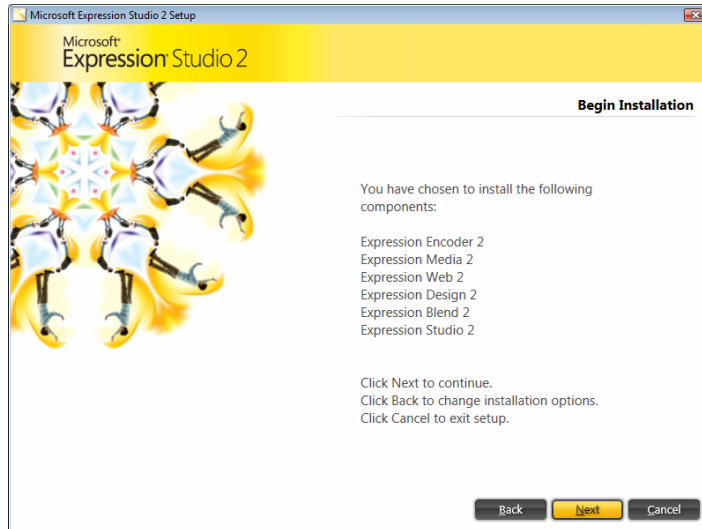 Microsoft Expression Studio 2 Setup
Microsoft
Expression Studio 2
Begin Installation
You have chosen to install the following
components:
Expression Encoder 2
Expression Media 2
Expression Web 2
Expression Design 2
Expression Blend 2
Expression Studio 2
Click Next to continue.
Click Back to change installation options.
Click Cancel to exit setup.
Back Next Cancel